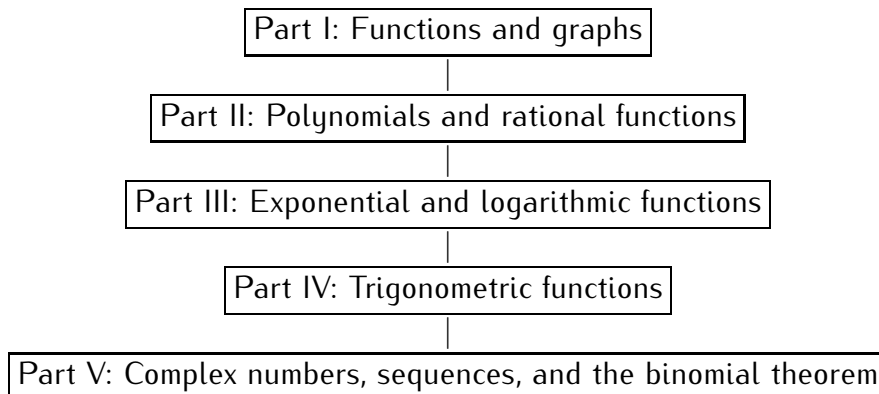 Part I: Functions and graphs
Part II: Polynomials and rational functions
Part III: Exponential and logarithmic functions
Part IV: Trigonometric functions
Part V: Complex numbers, sequences, and the binomial theorem